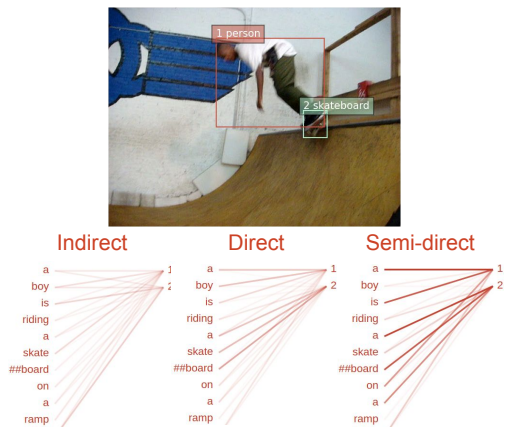 1 person
2 skateboard
Indirect Direct Semi-direct
a 1 a 1 a 1
boy 2 boy 2 boy 2
is is is
riding riding riding
a a a
skate skate skate
##board ##board ##board
on on on
a a a
ramp ramp ramp